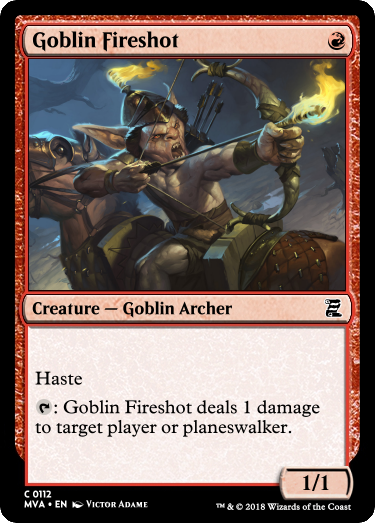 Goblin Fireshot
Creature — Goblin Archer
Haste
: Goblin Fireshot deals 1 damage
to target player or planeswalker.
1/1
C 0112
MVA • EN Victor Adame
™ & © 2018 Wizards of the Coast